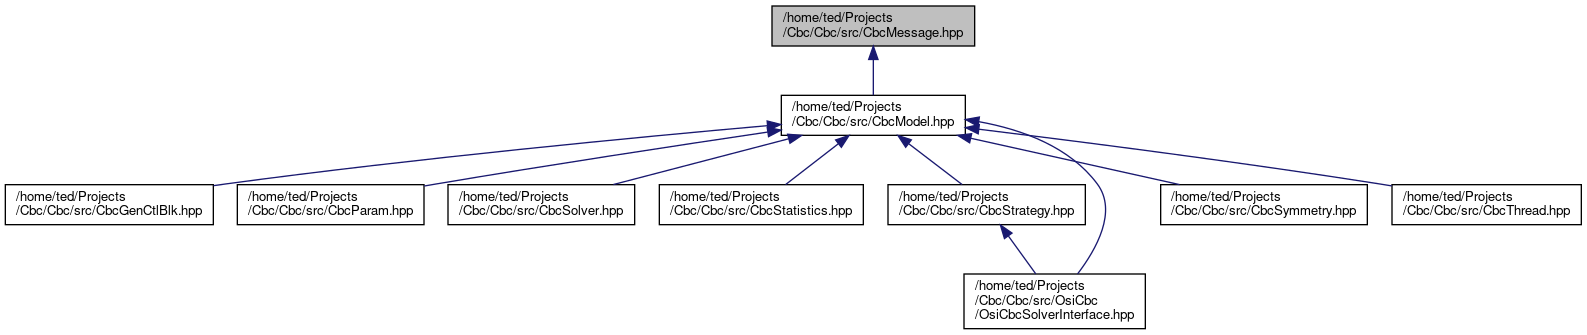 /home/ted/Projects
/Cbc/Cbc/src/CbcMessage.hpp
/home/ted/Projects
/Cbc/Cbc/src/CbcModel.hpp
/home/ted/Projects
/Cbc/Cbc/src/CbcGenCtlBlk.hpp
/home/ted/Projects
/Cbc/Cbc/src/CbcParam.hpp
/home/ted/Projects
/Cbc/Cbc/src/CbcSolver.hpp
/home/ted/Projects
/Cbc/Cbc/src/CbcStatistics.hpp
/home/ted/Projects
/Cbc/Cbc/src/CbcStrategy.hpp
/home/ted/Projects
/Cbc/Cbc/src/CbcSymmetry.hpp
/home/ted/Projects
/Cbc/Cbc/src/CbcThread.hpp
/home/ted/Projects
/Cbc/Cbc/src/OsiCbc
/OsiCbcSolverInterface.hpp